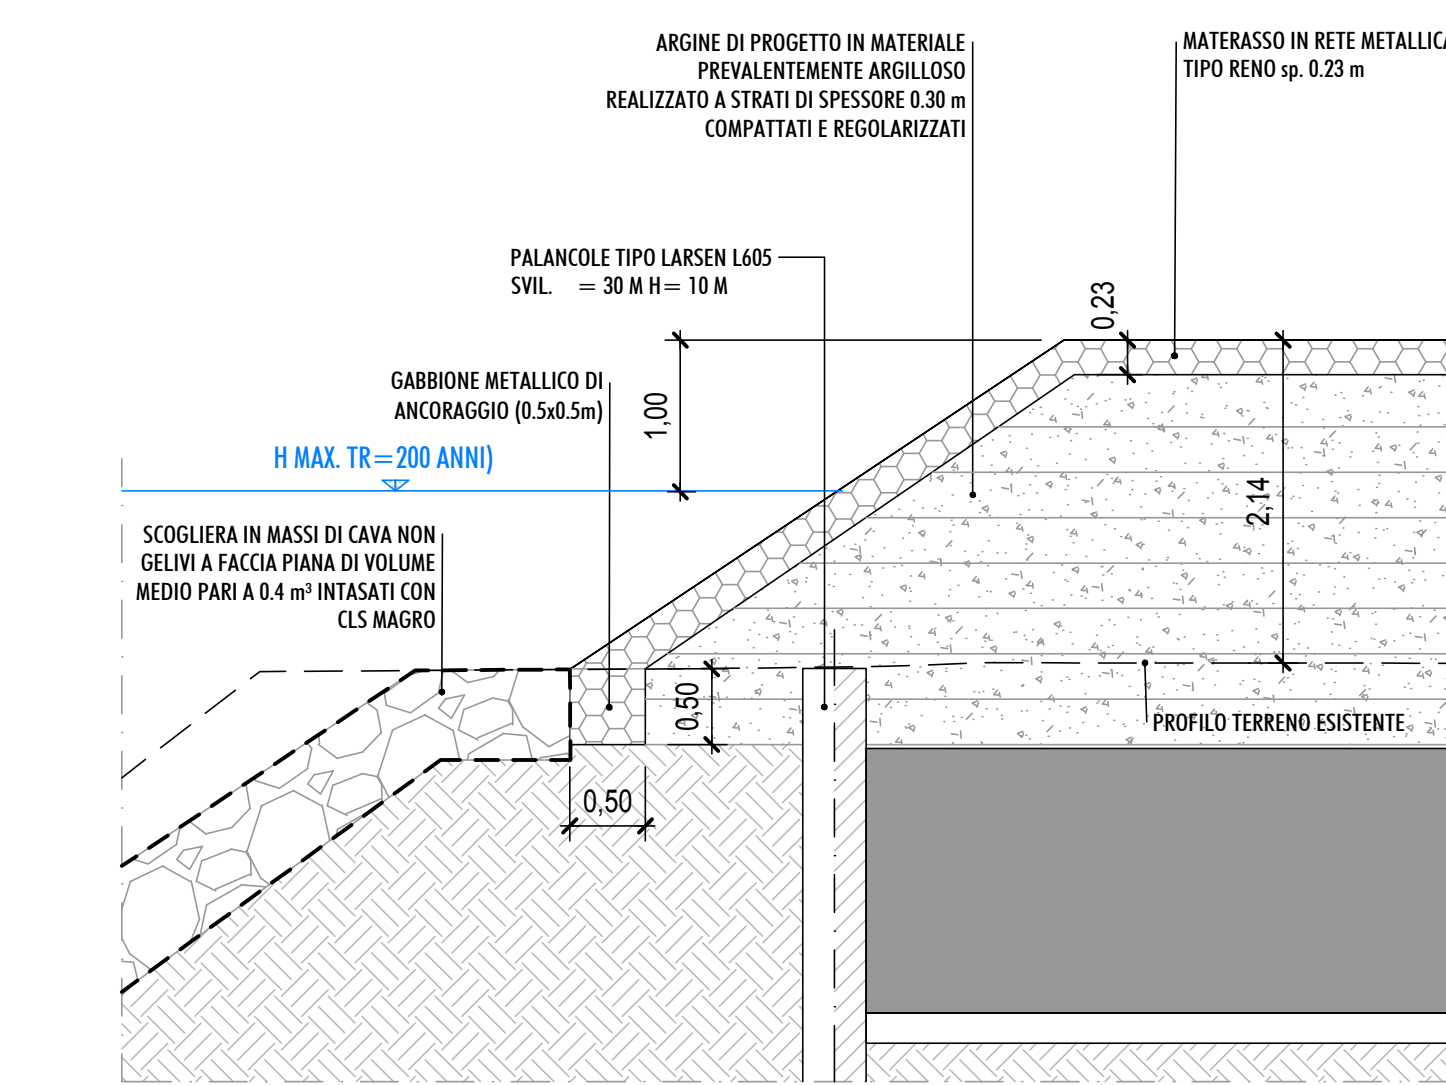 ARGINE DI PROGETTO IN MATERIALE
PREVALENTEMENTE ARGILLOSO
REALIZZATO A STRATI DI SPESSORE 0.30 m
COMPATTATI E REGOLARIZZATI
MATERASSO IN RETE METALLICA
TIPO RENO sp. 0.23 m
PALANCOLE TIPO LARSEN L605
SVIL. = 30 M H= 10 M
0,23
GABBIONE METALLICO DI
ANCORAGGIO (0.5x0.5m)
1,00
H MAX. TR=200 ANNI)
2,14
SCOGLIERA IN MASSI DI CAVA NON
GELIVI A FACCIA PIANA DI VOLUME
MEDIO PARI A 0.4 m³ INTASATI CON
CLS MAGRO
0,50
PROFILO TERRENO ESISTENTE
0,50